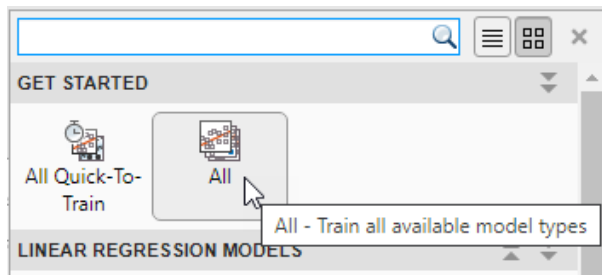 GET STARTED
All Quick-To-
Train
All
All - Train all available model types
LINEAR REGRESSION MODELS